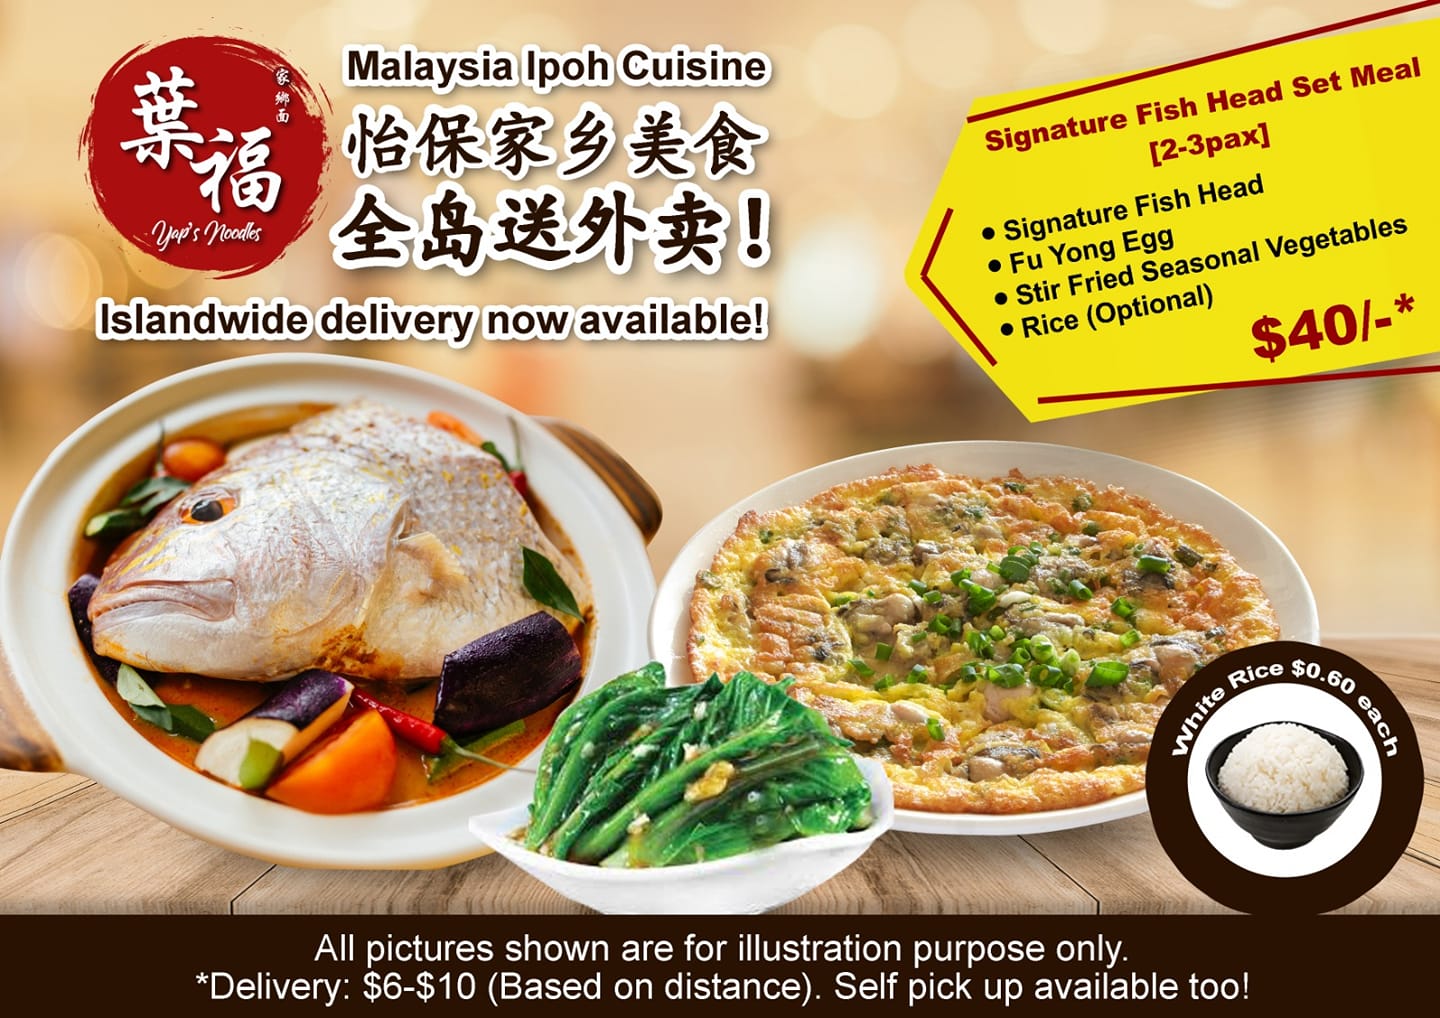 葉福
家鄉面
Yap's Noodles
Malaysia Ipoh Cuisine
怡保家乡美食
全岛送外卖!
Islandwide delivery now available!
Signature Fish Head Set Meal
[2-3pax]
• Signature Fish Head
• Fu Yong Egg
• Stir Fried Seasonal Vegetables
• Rice (Optional)
$40/-*
White Rice $0.60 each
All pictures shown are for illustration purpose only.
*Delivery: $6-$10 (Based on distance). Self pick up available too!